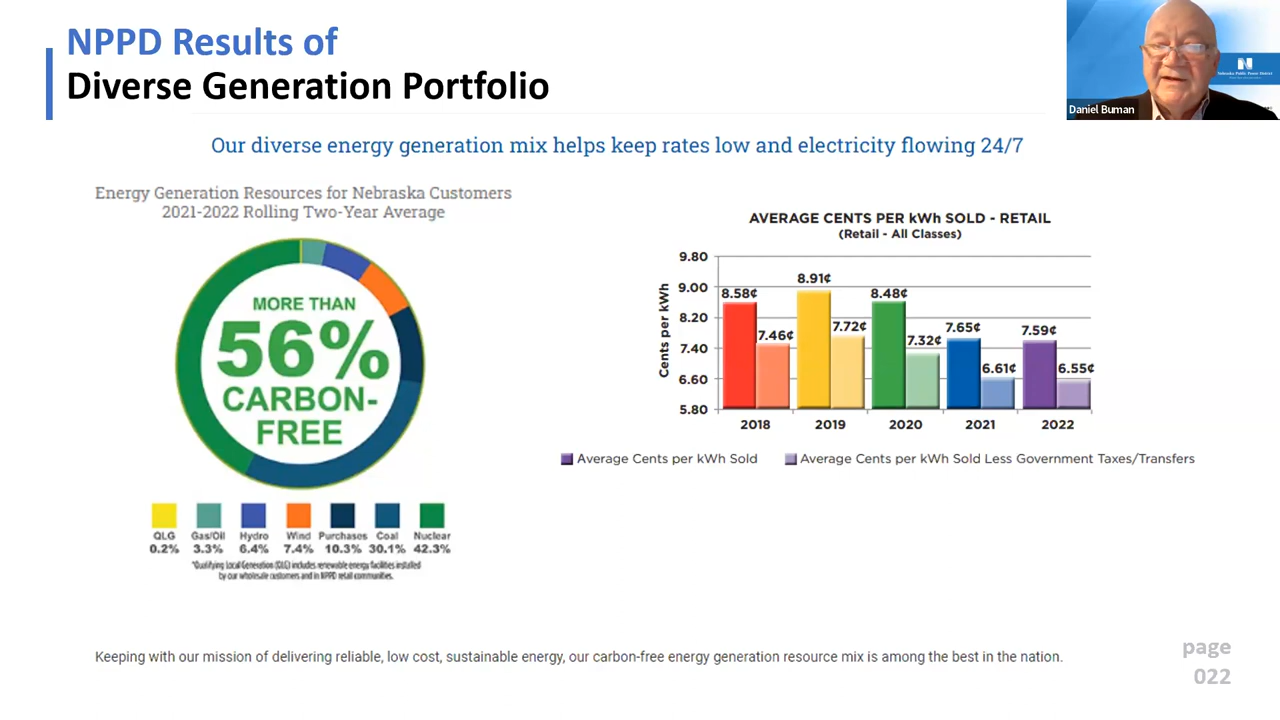 NPPD Results of
Diverse Generation Portfolio
Daniel Buman
Nebraska Public Power District
Our diverse energy generation mix helps keep rates low and electricity flowing 24/7
Energy Generation Resources for Nebraska Customers
2021-2022 Rolling Two-Year Average
MORE THAN
56%
CARBON-
FREE
QLG Gas/Oil Hydro Wind Purchases Coal Nuclear
0.2% 3.3% 6.4% 7.4% 10.3% 30.1% 42.3%
*Qualifying Local Generation (QLG) includes renewable energy facilities installed
by our wholesale customers and in NPPD retail communities.
AVERAGE CENTS PER kWh SOLD - RETAIL
(Retail - All Classes)
Cents per kWh
9.80
9.00
8.20
7.40
6.60
5.80
8.58¢ 7.46¢ 8.91¢ 7.72¢ 8.48¢ 7.32¢ 7.65¢ 6.61¢ 7.59¢ 6.55¢
2018 2019 2020 2021 2022
Average Cents per kWh Sold Average Cents per kWh Sold Less Government Taxes/Transfers
Keeping with our mission of delivering reliable, low cost, sustainable energy, our carbon-free energy generation resource mix is among the best in the nation.
page
022